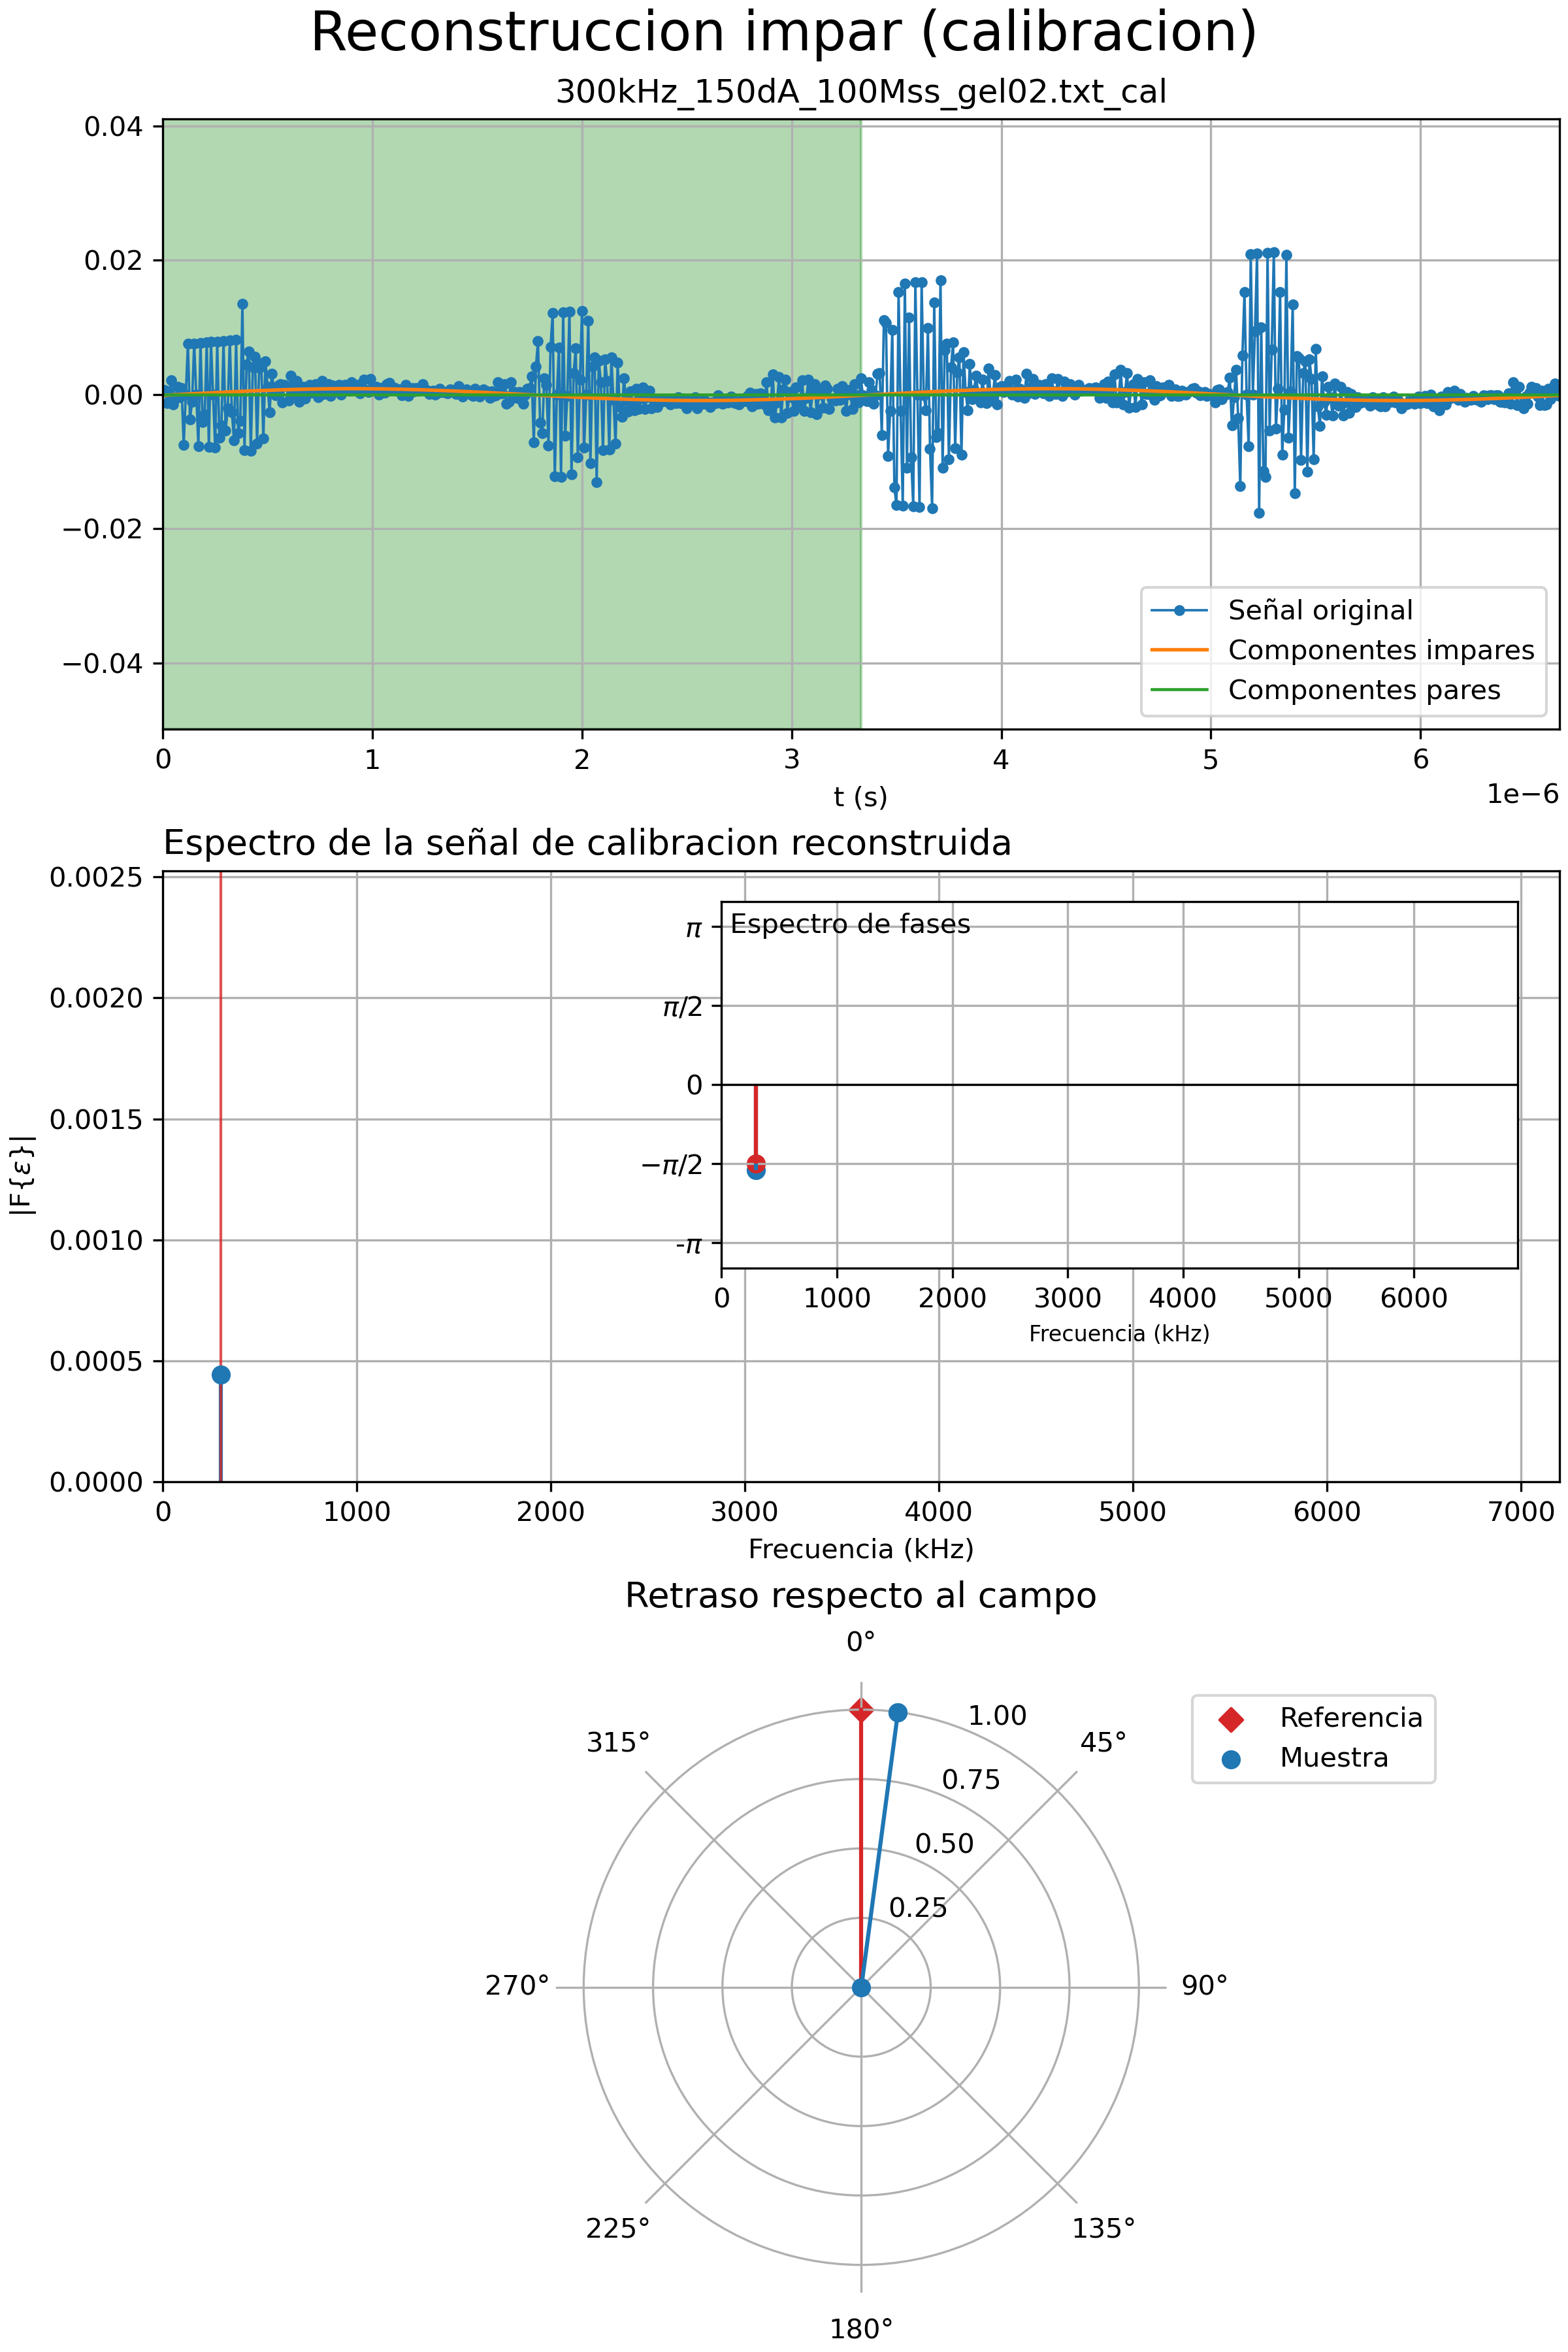 Reconstruccion impar (calibracion)
300kHz_150dA_100Mss_gel02.txt_cal
0.04
0.02
0.00
−0.02
−0.04
Señal original
Componentes impares
Componentes pares
0 1 2 3 4 5 6
t (s)
1e−6
Espectro de la señal de calibracion reconstruida
0.0025
0.0020
0.0015
0.0010
0.0005
0.0000
|F{ε}|
Espectro de fases
π
π/2
0
−π/2
-π
0 1000 2000 3000 4000 5000 6000
Frecuencia (kHz)
0 1000 2000 3000 4000 5000 6000 7000
Frecuencia (kHz)
Retraso respecto al campo
0°
315°
45°
1.00
0.75
0.50
0.25
Referencia
Muestra
270°
90°
225°
135°
180°